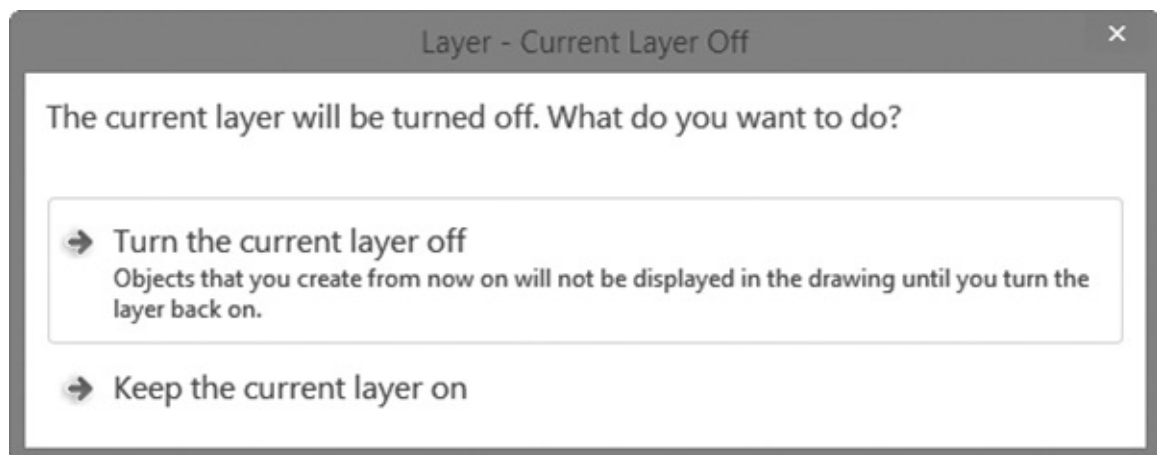 Layer - Current Layer Off
The current layer will be turned off. What do you want to do?
Turn the current layer off
Objects that you create from now on will not be displayed in the drawing until you turn the
layer back on.
Keep the current layer on